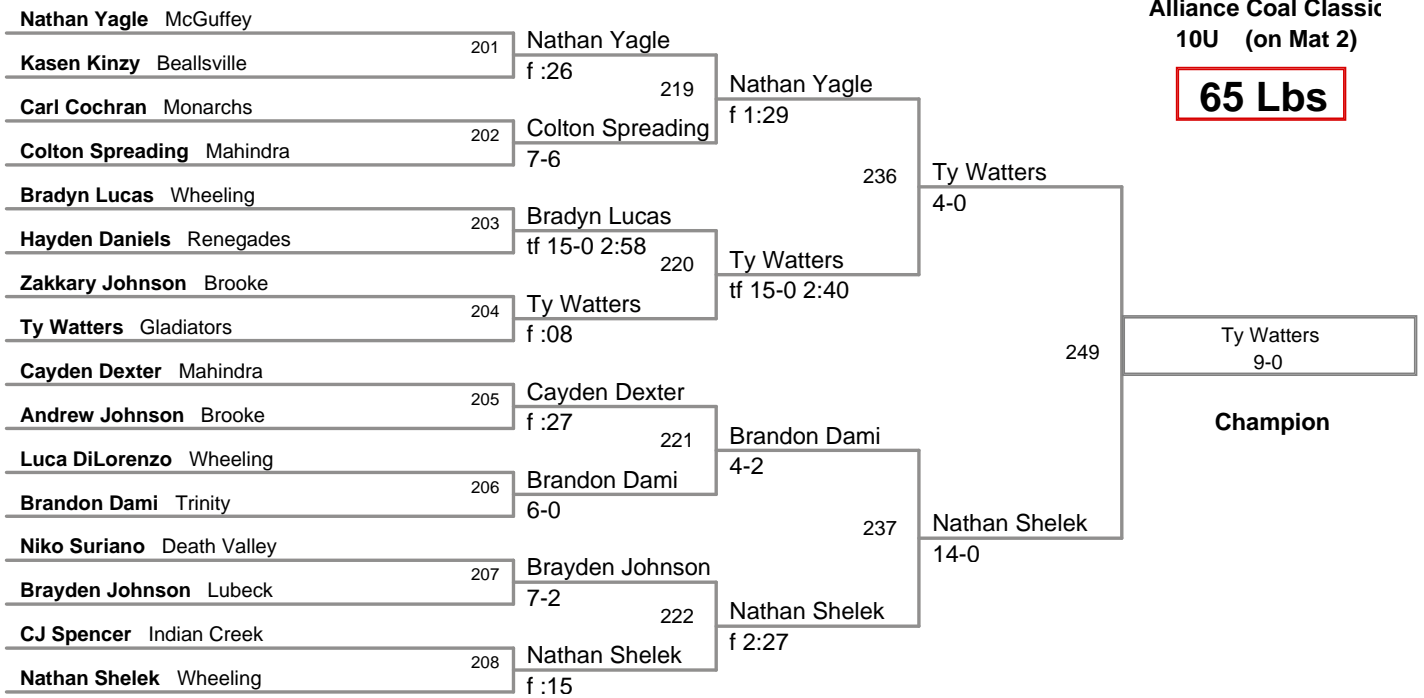 Alliance Coal Classic
10U (on Mat 2)
65 Lbs
Nathan Yagle McGuffey
Kasen Kinzy Beallsville
Carl Cochran Monarchs
Colton Spreading Mahindra
Bradyn Lucas Wheeling
Hayden Daniels Renegades
Zakkary Johnson Brooke
Ty Watters Gladiators
Cayden Dexter Mahindra
Andrew Johnson Brooke
Luca DiLorenzo Wheeling
Brandon Dami Trinity
Niko Suriano Death Valley
Brayden Johnson Lubeck
CJ Spencer Indian Creek
Nathan Shelek Wheeling
201
Nathan Yagle
f :26
202
Colton Spreading
7-6
203
Bradyn Lucas
tf 15-0 2:58
204
Ty Watters
f :08
205
Cayden Dexter
f :27
206
Brandon Dami
6-0
207
Brayden Johnson
7-2
208
Nathan Shelek
f :15
219
Nathan Yagle
f 1:29
220
Ty Watters
tf 15-0 2:40
221
Brandon Dami
4-2
222
Nathan Shelek
f 2:27
236
Ty Watters
4-0
237
Nathan Shelek
14-0
249
Ty Watters
9-0
Champion